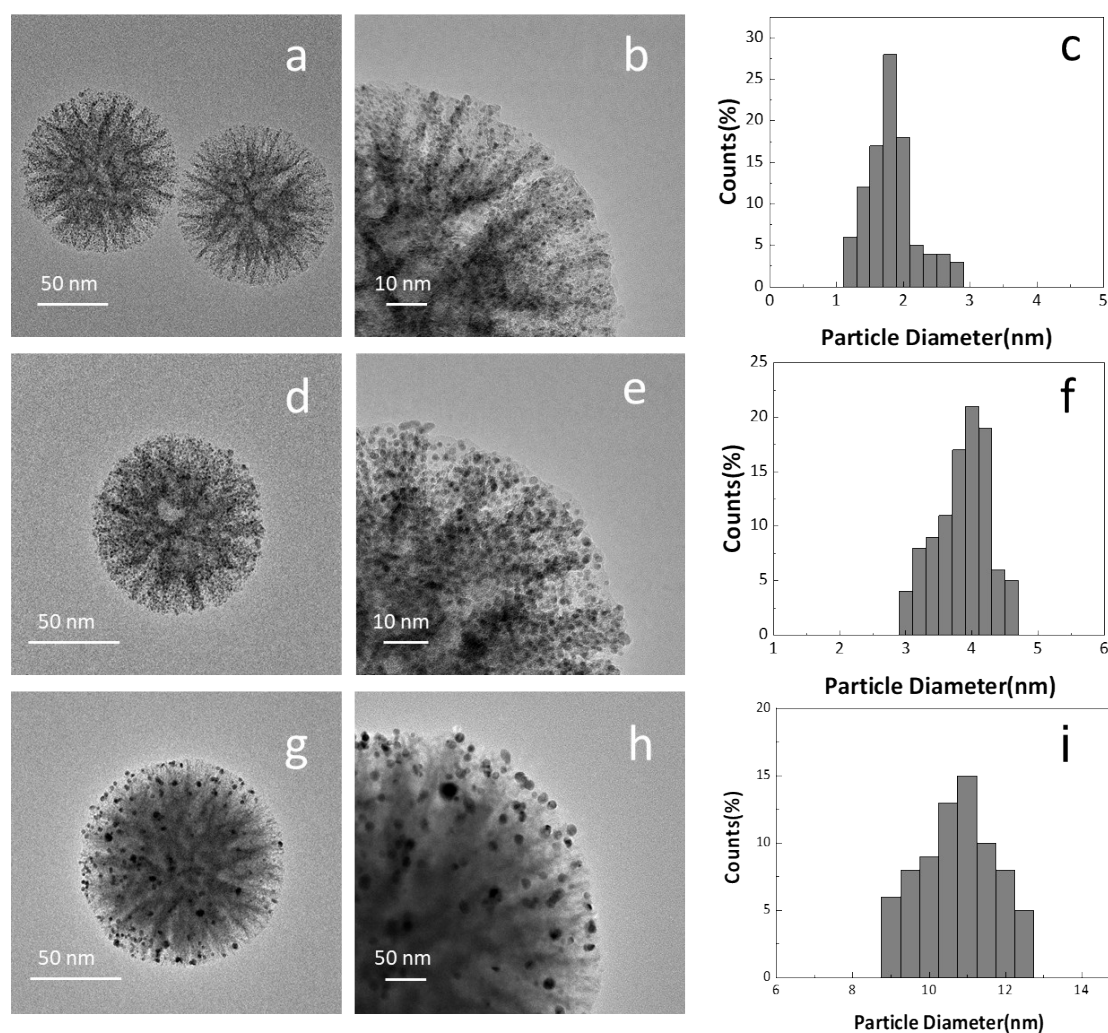 a
50 nm
b
10 nm
c
Counts(%)
30
25
20
15
10
5
0
0 1 2 3 4 5
Particle Diameter(nm)
d
50 nm
e
10 nm
f
Counts(%)
25
20
15
10
5
0
1 2 3 4 5 6
Particle Diameter(nm)
g
50 nm
h
50 nm
i
Counts(%)
20
15
10
5
0
6 8 10 12 14
Particle Diameter(nm)